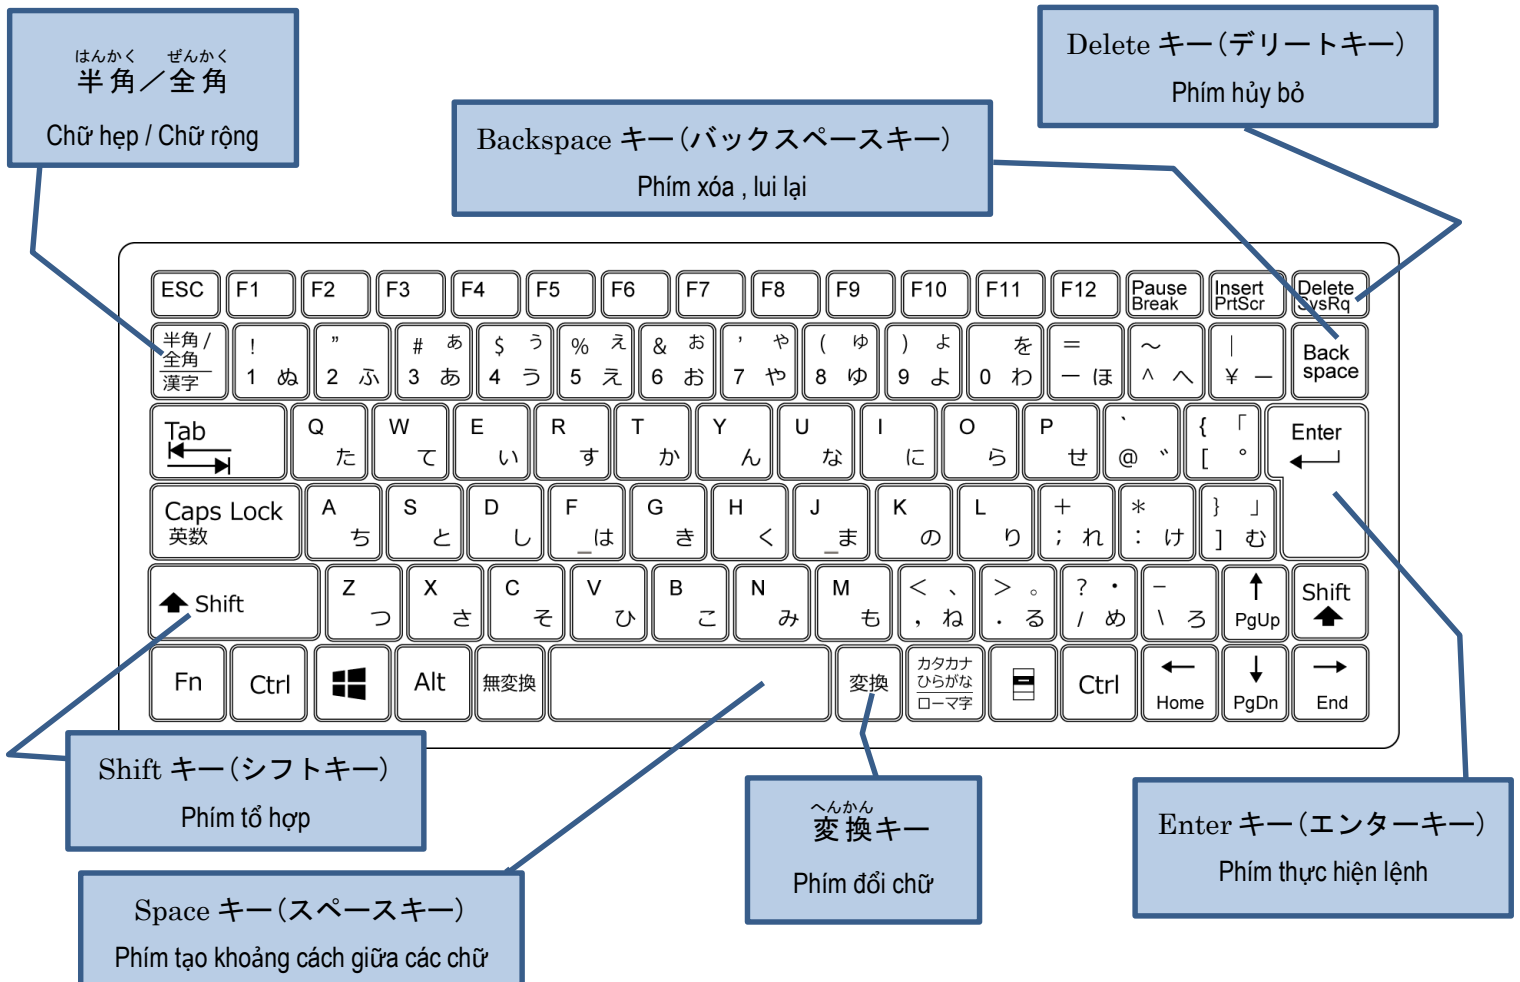 はんかく ぜんかく
半角／全角
Chữ hẹp / Chữ rộng
Delete キー（デリートキー）
Phím hủy bỏ
Backspace キー（バックスペースキー）
Phím xóa , lui lại
ESC F1 F2 F3 F4 F5 F6 F7 F8 F9 F10 F11 F12 Pause Break Insert PrtScr Delete SysRq
半角 / 全角 漢字 ! 1 ぬ ” 2 ふ # ぁ 3 あ $ ぅ 4 う % ぇ 5 え & ぉ 6 お ’ ゃ 7 や ( ゅ 8 ゆ ) ょ 9 よ を 0 わ = ー ほ ～ ^ へ | ¥ ー Back space
Tab Q た W て E い R す T か Y ん U な I に O ら P せ ` @ ゛ { 「 [ ゜ Enter
Caps Lock 英数 A ち S と D し F は G き H く J ま K の L り + ; れ * : け } 」 ] む
Shift Z つ X さ C そ V ひ B こ N み M も < 、 , ね > 。 . る ? ・ / め _ \ ろ ↑ PgUp Shift
Fn Ctrl Alt 無変換 変換 カタカナ ひらがな ローマ字 Ctrl ← Home ↓ PgDn → End
Shift キー（シフトキー）
Phím tổ hợp
へんかん
変換キー
Phím đổi chữ
Enter キー（エンターキー）
Phím thực hiện lệnh
Space キー（スペースキー）
Phím tạo khoảng cách giữa các chữ